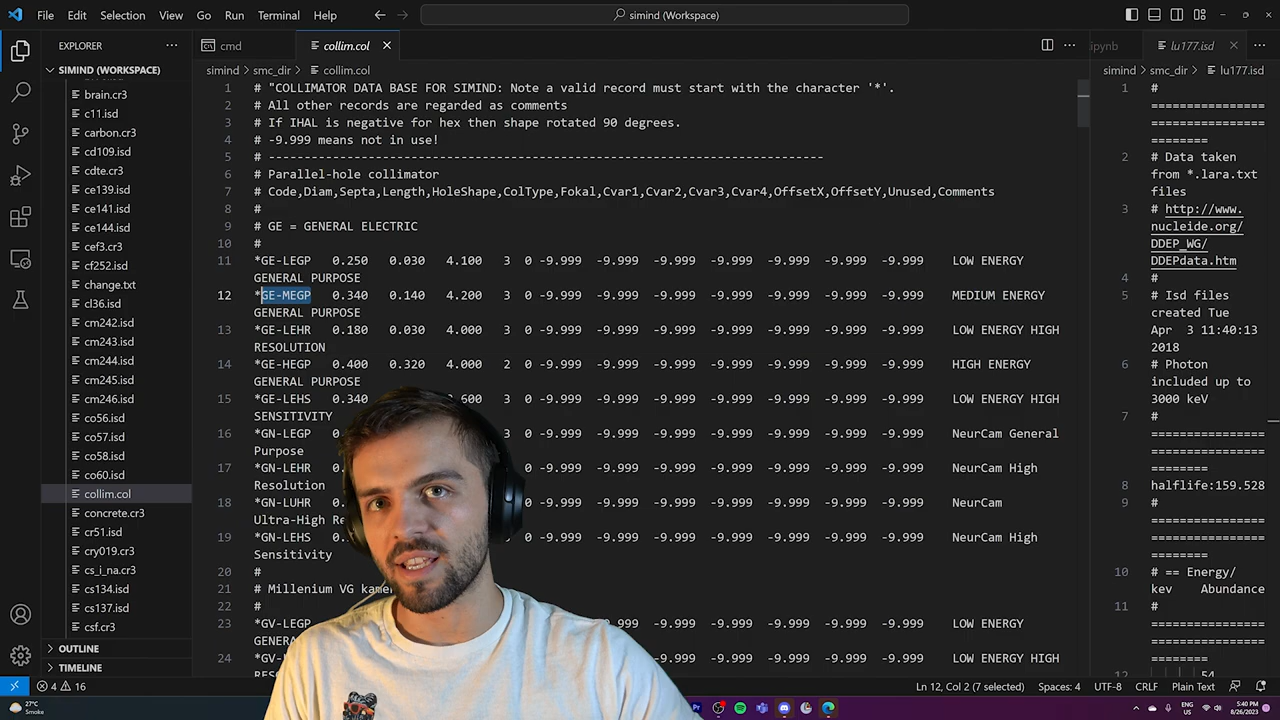 File Edit Selection View Go Run Terminal Help
simind (Workspace)
EXPLORER
SIMIND (WORKSPACE)
brain.cr3
c11.isd
carbon.cr3
cd109.isd
cdte.cr3
ce139.isd
ce141.isd
ce144.isd
cef3.cr3
cf252.isd
change.txt
cl36.isd
cm242.isd
cm243.isd
cm244.isd
cm245.isd
cm246.isd
co56.isd
co57.isd
co58.isd
co60.isd
collim.col
concrete.cr3
cr51.isd
cry019.cr3
cs_i_na.cr3
cs134.isd
cs137.isd
csf.cr3
OUTLINE
TIMELINE
cmd collim.col
simind > smc_dir > collim.col
1 # "COLLIMATOR DATA BASE FOR SIMIND: Note a valid record must start with the character '*'.
2 # All other records are regarded as comments
3 # If IHAL is negative for hex then shape rotated 90 degrees.
4 # -9.999 means not in use!
5 # -------------------------------------------------------------------------------
6 # Parallel-hole collimator
7 # Code,Diam,Septa,Length,HoleShape,ColType,Fokal,Cvar1,Cvar2,Cvar3,Cvar4,OffsetX,OffsetY,Unused,Comments
8 #
9 # GE = GENERAL ELECTRIC
10 #
11 *GE-LEGP 0.250 0.030 4.100 3 0 -9.999 -9.999 -9.999 -9.999 -9.999 -9.999 -9.999 LOW ENERGY
GENERAL PURPOSE
12 *GE-MEGP 0.340 0.140 4.200 3 0 -9.999 -9.999 -9.999 -9.999 -9.999 -9.999 -9.999 MEDIUM ENERGY
GENERAL PURPOSE
13 *GE-LEHR 0.180 0.030 4.000 3 0 -9.999 -9.999 -9.999 -9.999 -9.999 -9.999 -9.999 LOW ENERGY HIGH
RESOLUTION
14 *GE-HEGP 0.400 0.320 4.000 2 0 -9.999 -9.999 -9.999 -9.999 -9.999 -9.999 -9.999 HIGH ENERGY
GENERAL PURPOSE
15 *GE-LEHS 0.340 3 0 -9.999 -9.999 -9.999 -9.999 -9.999 -9.999 -9.999 LOW ENERGY HIGH
SENSITIVITY
16 *GN-LEGP 3 0 -9.999 -9.999 -9.999 -9.999 -9.999 -9.999 -9.999 NeurCam General
Purpose
17 *GN-LEHR 3 0 -9.999 -9.999 -9.999 -9.999 -9.999 -9.999 -9.999 NeurCam High
Resolution
18 *GN-LUHR 0 -9.999 -9.999 -9.999 -9.999 -9.999 -9.999 -9.999 NeurCam
Ultra-High
19 *GN-LEHS 0 -9.999 -9.999 -9.999 -9.999 -9.999 -9.999 -9.999 NeurCam High
Sensitivity
20 #
21 # Millenium VG
22 #
23 *GV-LEGP -9.999 -9.999 -9.999 -9.999 -9.999 LOW ENERGY
24 -9.999 -9.999 -9.999 -9.999 -9.999 LOW ENERGY HIGH
lu177.isd
simind > smc_dir > lu177.isd
1 #
================
================
========
2 # Data taken
from *.lara.txt
files
3 # http://www.
nucleide.org/
DDEP_WG/
DDEPdata.htm
4 #
5 # Isd files
created Tue
Apr 3 11:40:13
2018
6 # Photon
included up to
3000 keV
7 #
================
================
========
8 halflife:159.528
9 #
================
================
========
10 # == Energy/
kev Abundance
11 #
================
================
========
12 54
4 16
Ln 12, Col 2 (7 selected) Spaces: 4 UTF-8 CRLF Plain Text
27°C
Smoke
ENG
US
5:40 PM
8/26/2023